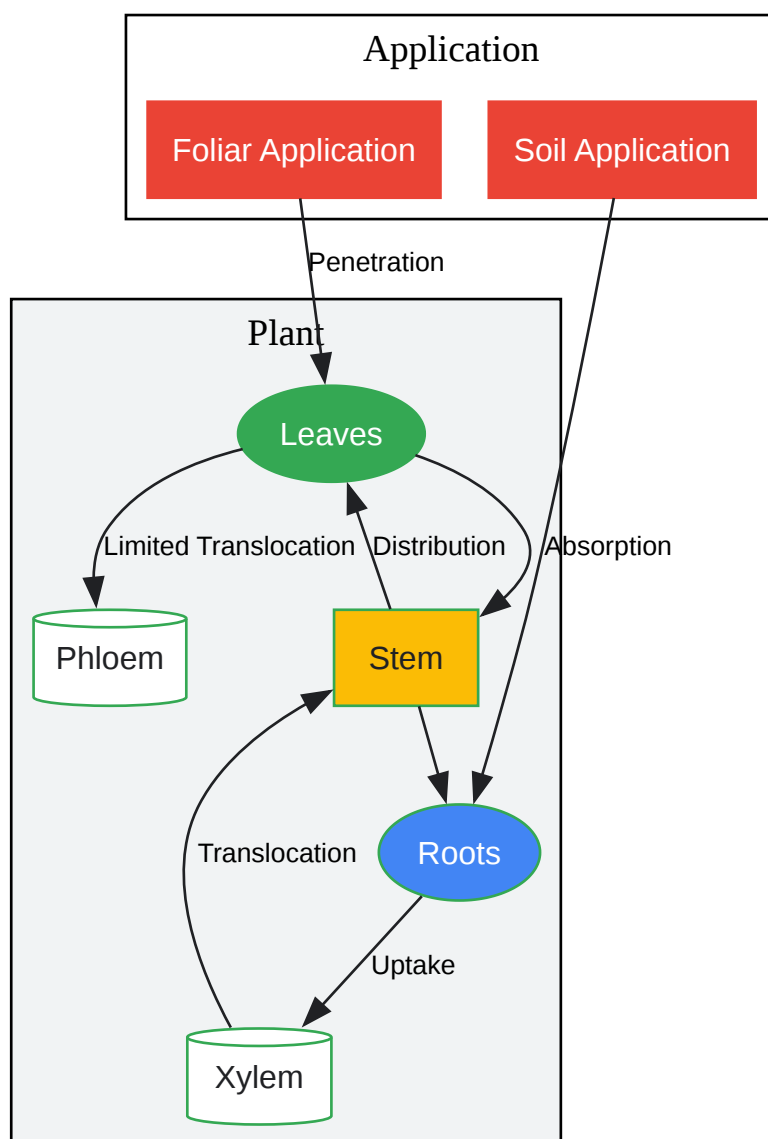 Application
Foliar Application
Soil Application
Penetration
Plant
Leaves
Limited Translocation
Distribution
Absorption
Phloem
Stem
Translocation
Roots
Uptake
Xylem